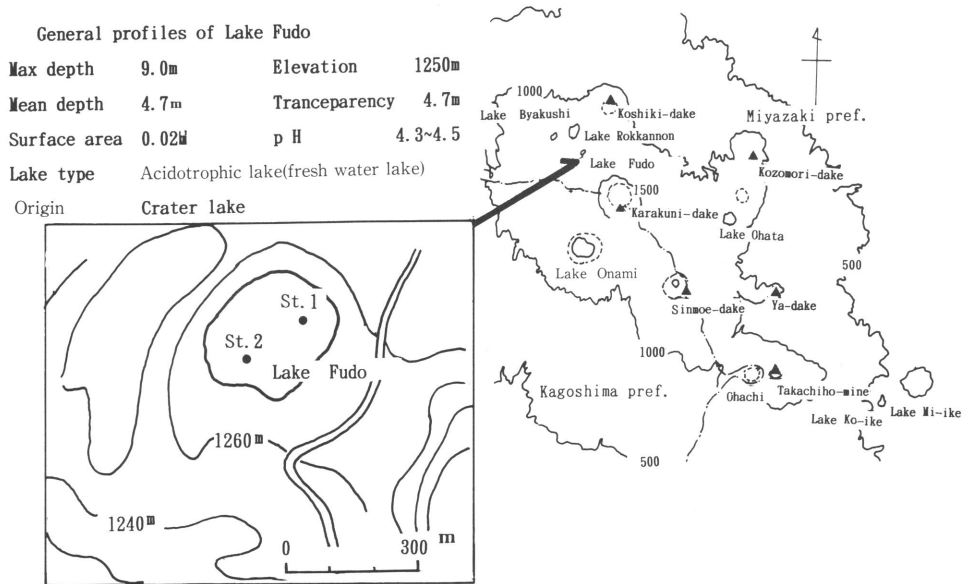 General profiles of Lake Fudo
Max depth 9.0m Elevation 1250m
Mean depth 4.7m Tranceparency 4.7m
Surface area 0.02㎢ pH 4.3~4.5
Lake type Acidotrophic lake(fresh water lake)
Origin Crater lake
St.1
St.2
Lake Fudo
1260m
1240m
0 300 m
4
1000
Lake Byakushi
Koshiki-dake
Miyazaki pref.
Lake Rokkannon
Lake Fudo
Kozomori-dake
1500
Karakuni-dake
Lake Ohata
500
Lake Onami
Sinmoe-dake
Ya-dake
1000
Kagoshima pref.
Ohachi
Takachiho-mine
Lake Mi-ike
Lake Ko-ike
500